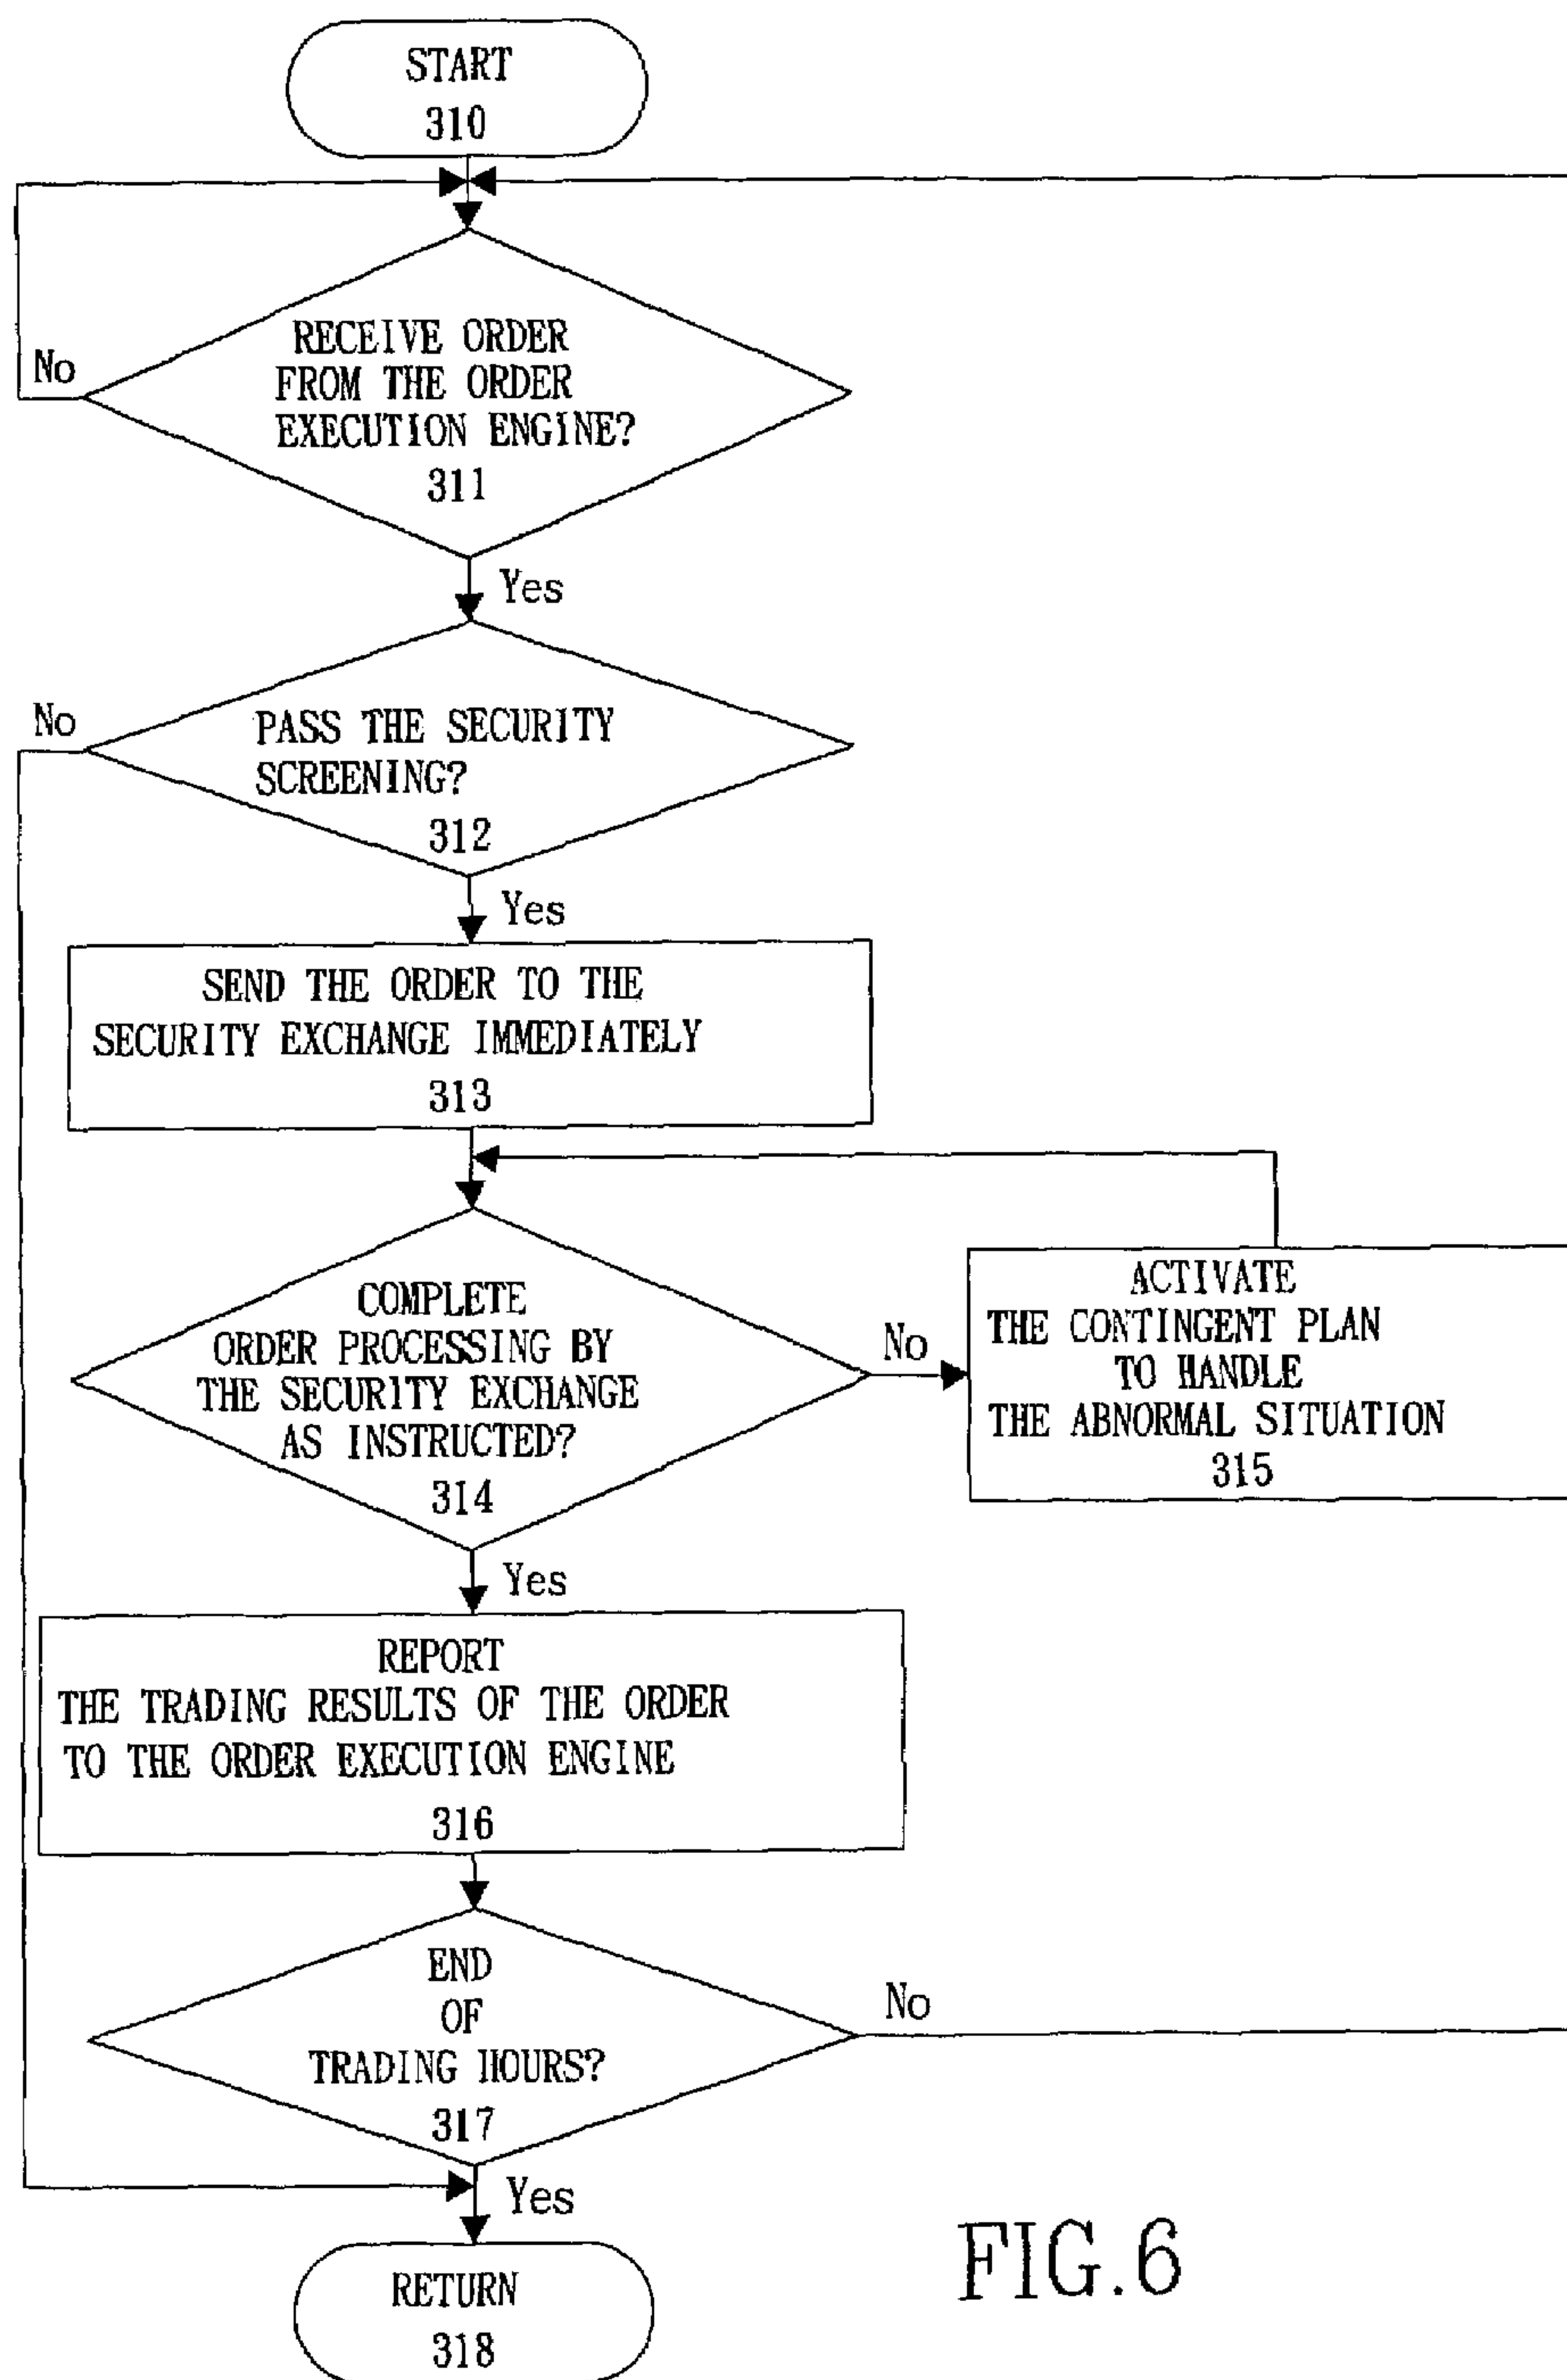 START
310
RECEIVE ORDER
FROM THE ORDER
EXECUTION ENGINE?
311
No
Yes
PASS THE SECURITY
SCREENING?
312
No
Yes
SEND THE ORDER TO THE
SECURITY EXCHANGE IMMEDIATELY
313
COMPLETE
ORDER PROCESSING BY
THE SECURITY EXCHANGE
AS INSTRUCTED?
314
No
ACTIVATE
THE CONTINGENT PLAN
TO HANDLE
THE ABNORMAL SITUATION
315
Yes
REPORT
THE TRADING RESULTS OF THE ORDER
TO THE ORDER EXECUTION ENGINE
316
END
OF
TRADING HOURS?
317
No
Yes
RETURN
318
FIG.6